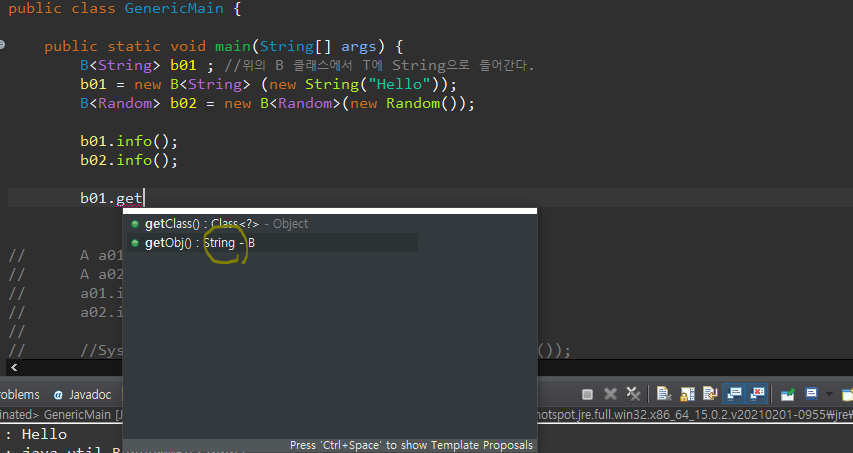 public class GenericMain {
public static void main(String[] args) {
B<String> b01 ; //위의 B 클래스에서 T에 String으로 들어간다.
b01 = new B<String> (new String("Hello"));
B<Random> b02 = new B<Random>(new Random());
b01.info();
b02.info();
b01.get
getClass() : Class<?> - Object
getObj() : String - B
// A a01
// A a02
// a01.i
// a02.i
//
// //Sys ());
Press 'Ctrl+Space' to show Template Proposals
roblems @ Javadoc
inated> GenericMain [J hotspot.jre.full.win32.x86_64_15.0.2.v20210201-0955\jre\
: Hello